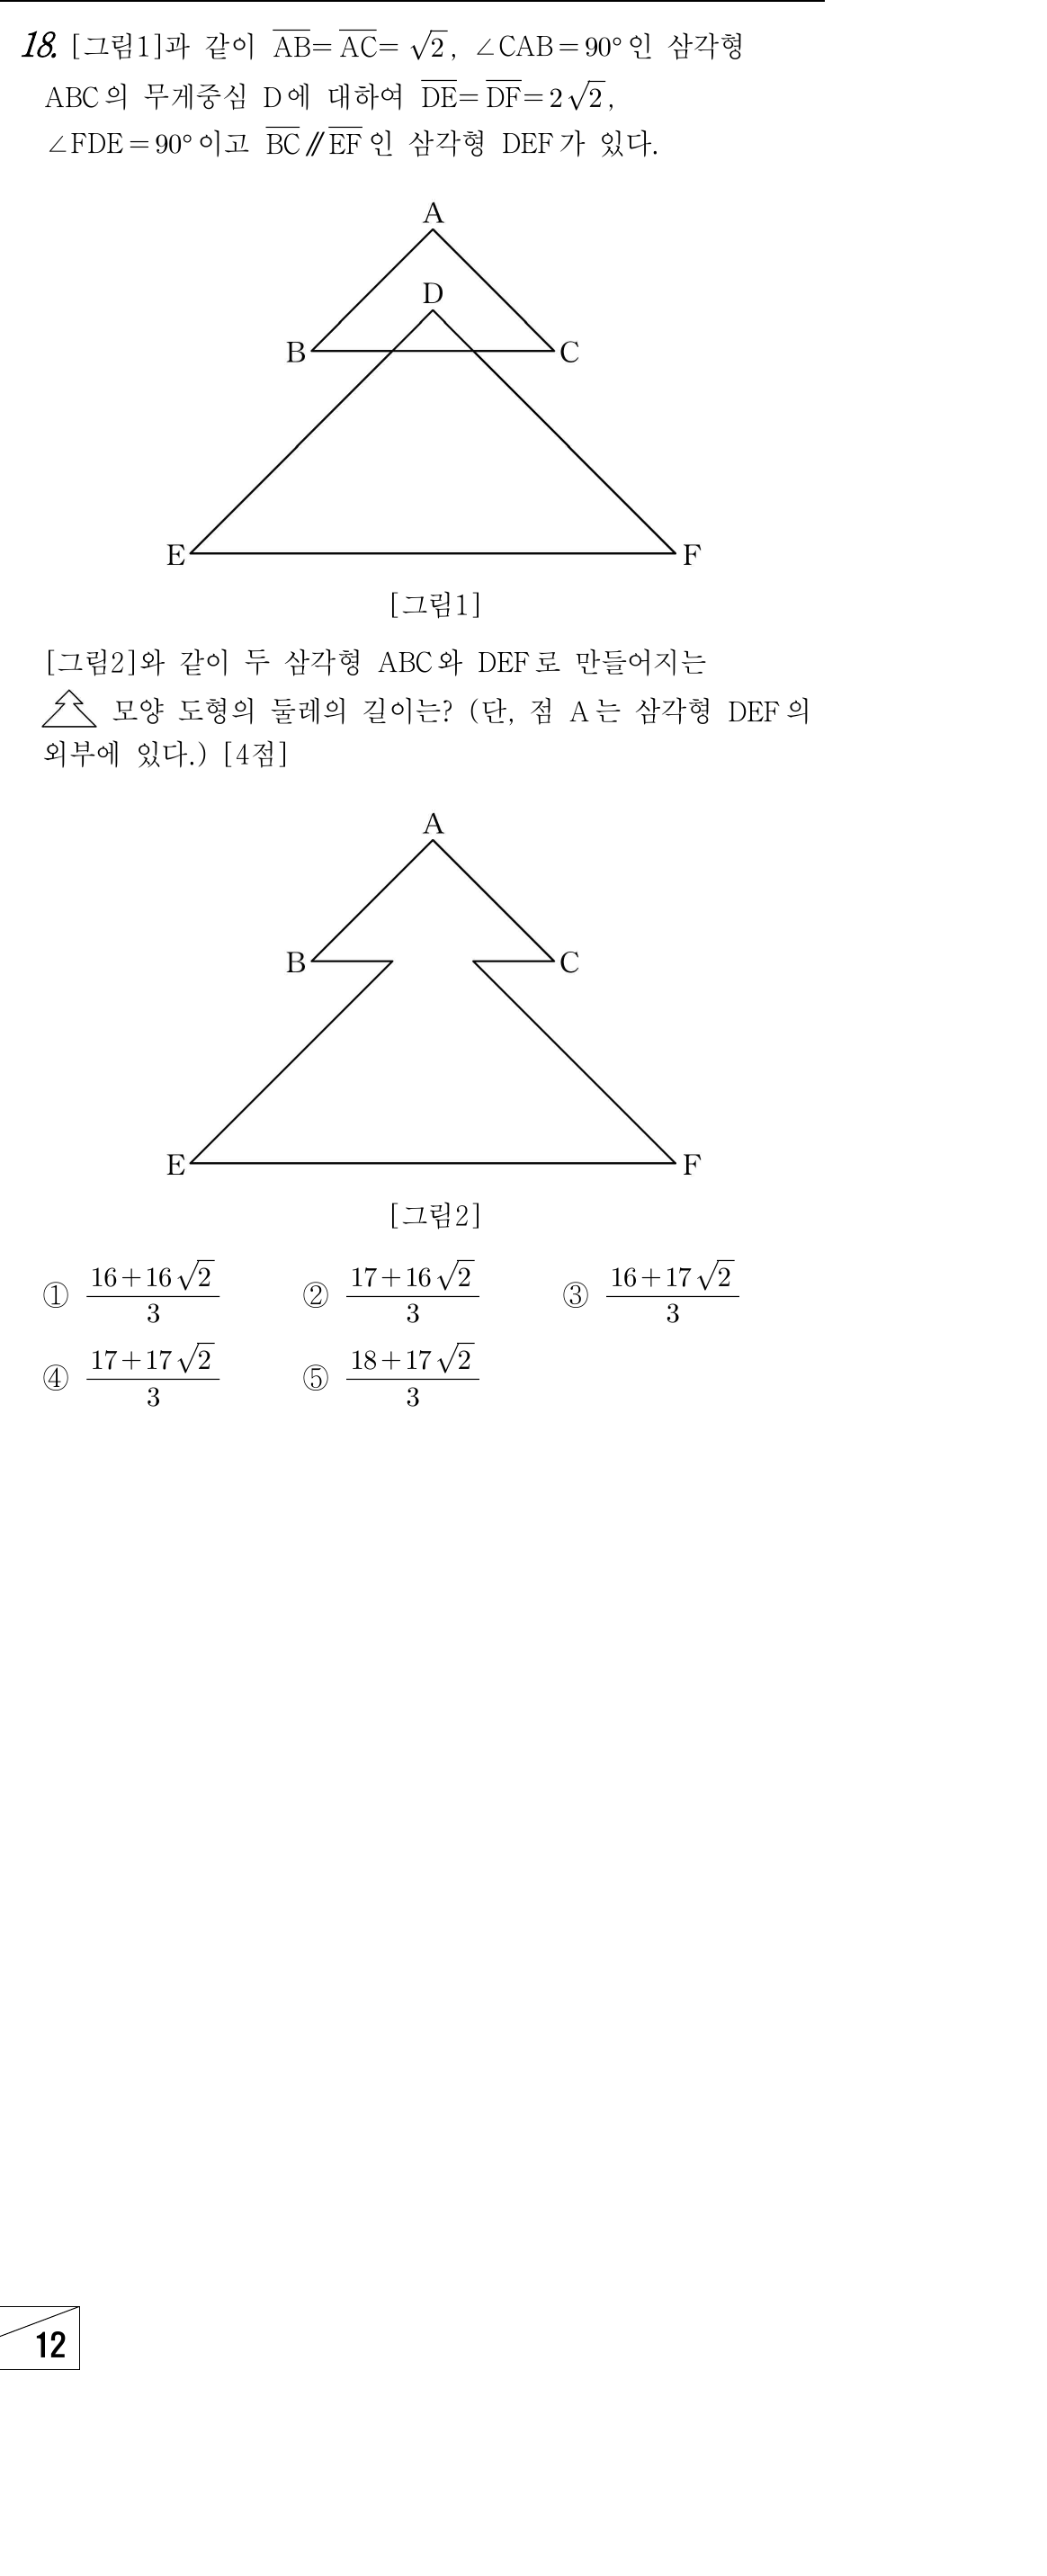 18. [그림1]과 같이 $\overline{AB}=\overline{AC}=\sqrt{2}$, ∠CAB=90°인 삼각형
ABC의 무게중심 D에 대하여 $\overline{DE}=\overline{DF}=2\sqrt{2}$,
∠FDE=90°이고 $\overline{BC}∥\overline{EF}$인 삼각형 DEF가 있다.
A
D
B
C
E
F
[그림1]
[그림2]와 같이 두 삼각형 ABC와 DEF로 만들어지는
모양 도형의 둘레의 길이는? (단, 점 A는 삼각형 DEF의
외부에 있다.) [4점]
A
B
C
E
F
[그림2]
① $\frac{16+16\sqrt{2}}{3}$ ② $\frac{17+16\sqrt{2}}{3}$ ③ $\frac{16+17\sqrt{2}}{3}$
④ $\frac{17+17\sqrt{2}}{3}$ ⑤ $\frac{18+17\sqrt{2}}{3}$
12